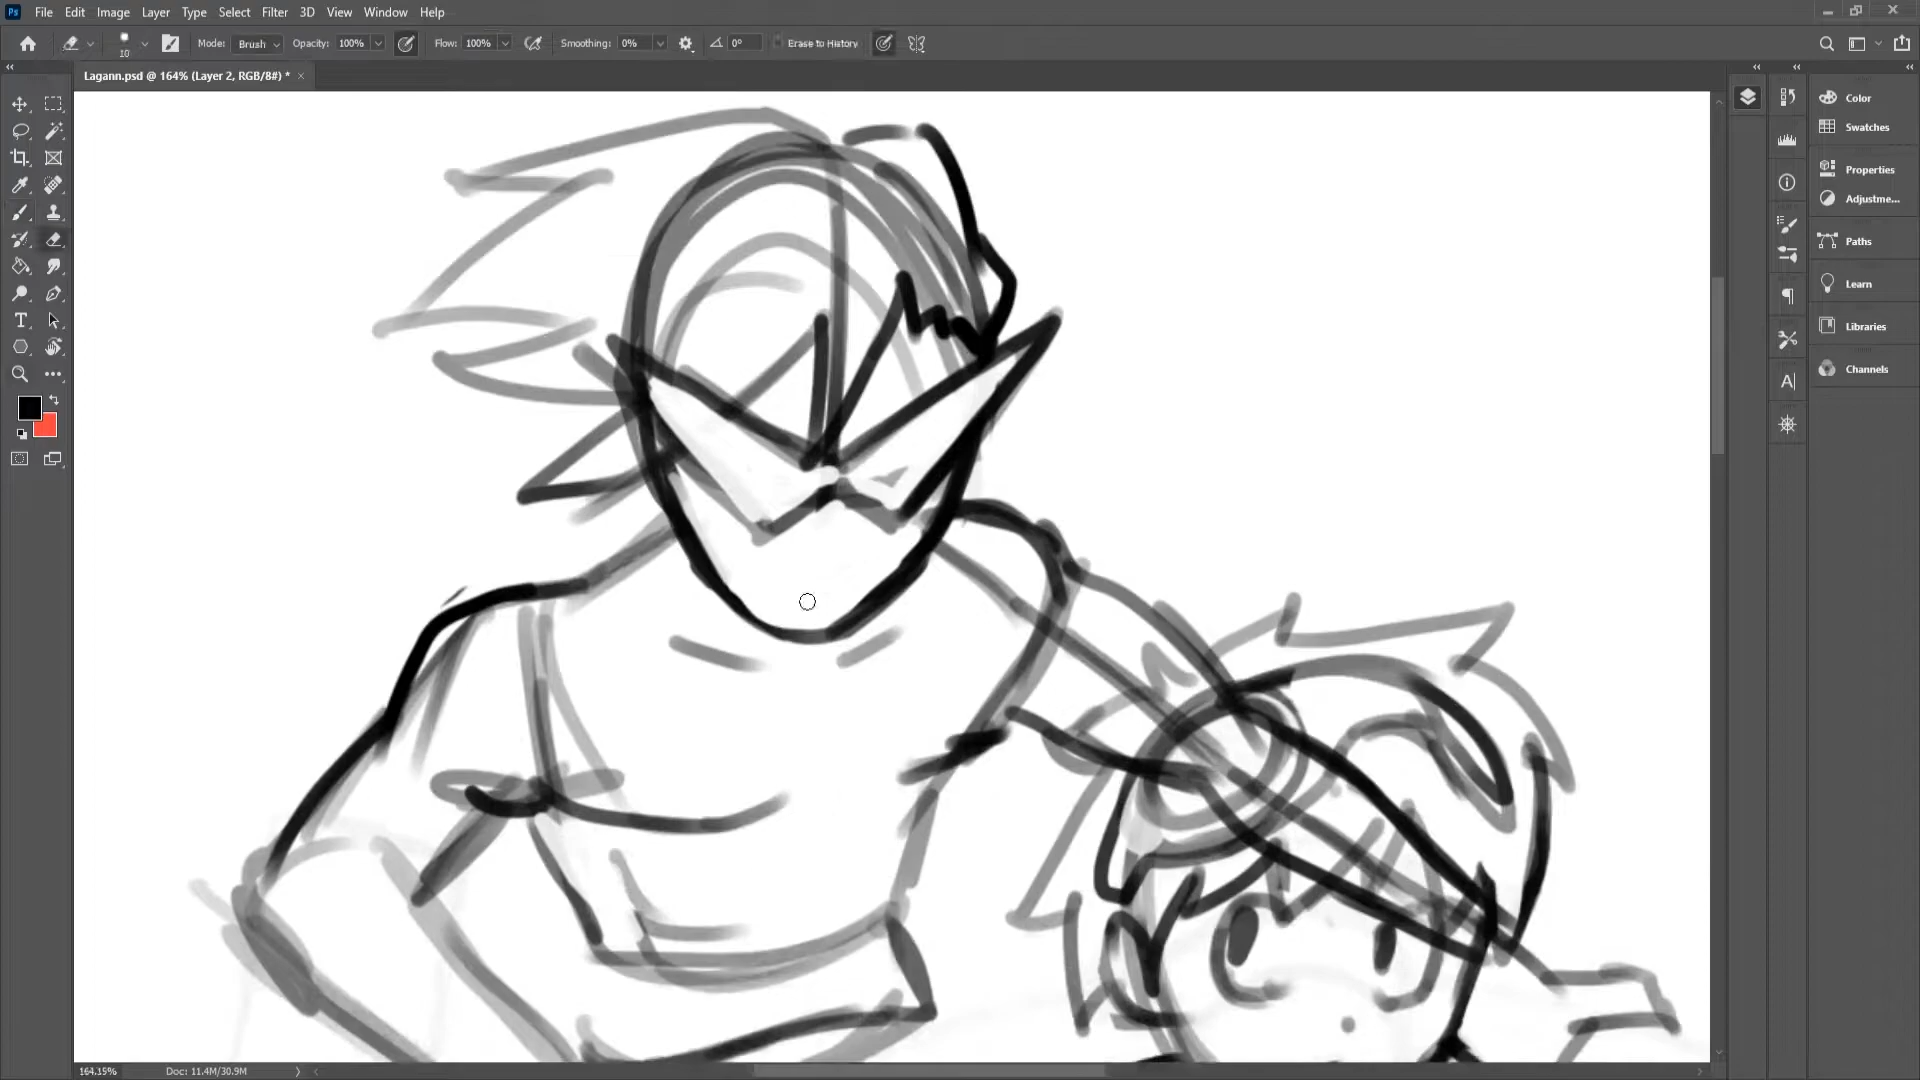 Ps File Edit Image Layer Type Select Filter 3D View Window Help
10 Mode: Brush Opacity: 100% Flow: 100% Smoothing: 0% 0° Erase to History
Lagann.psd @ 164% (Layer 2, RGB/8#) * ×
Color
Swatches
Properties
Adjustme...
Paths
Learn
Libraries
Channels
164.19% Doc: 11.4M/30.9M